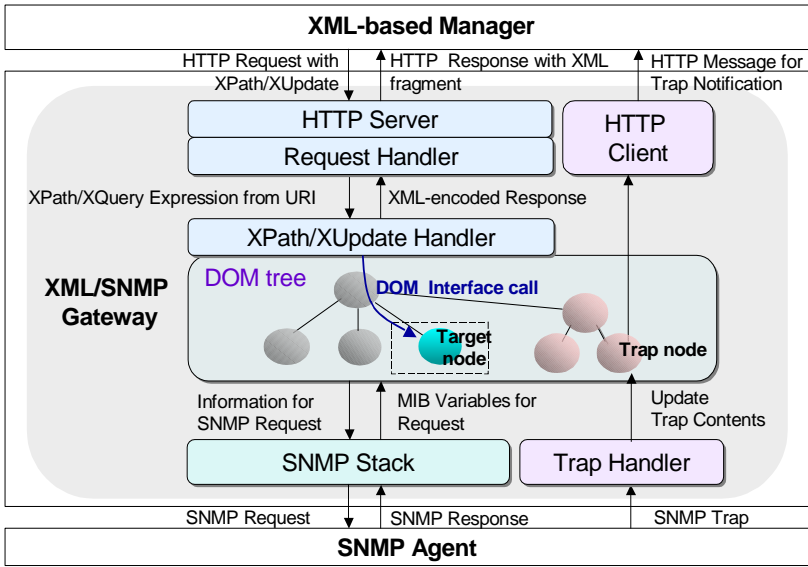 XML-based Manager
HTTP Request with
XPath/XUpdate
HTTP Response with XML
fragment
HTTP Message for
Trap Notification
HTTP Server
Request Handler
HTTP
Client
XPath/XQuery Expression from URI
XML-encoded Response
XPath/XUpdate Handler
DOM tree
DOM Interface call
XML/SNMP
Gateway
Target
node
Trap node
Information for
SNMP Request
MIB Variables for
Request
Update
Trap Contents
SNMP Stack
Trap Handler
SNMP Request
SNMP Response
SNMP Trap
SNMP Agent